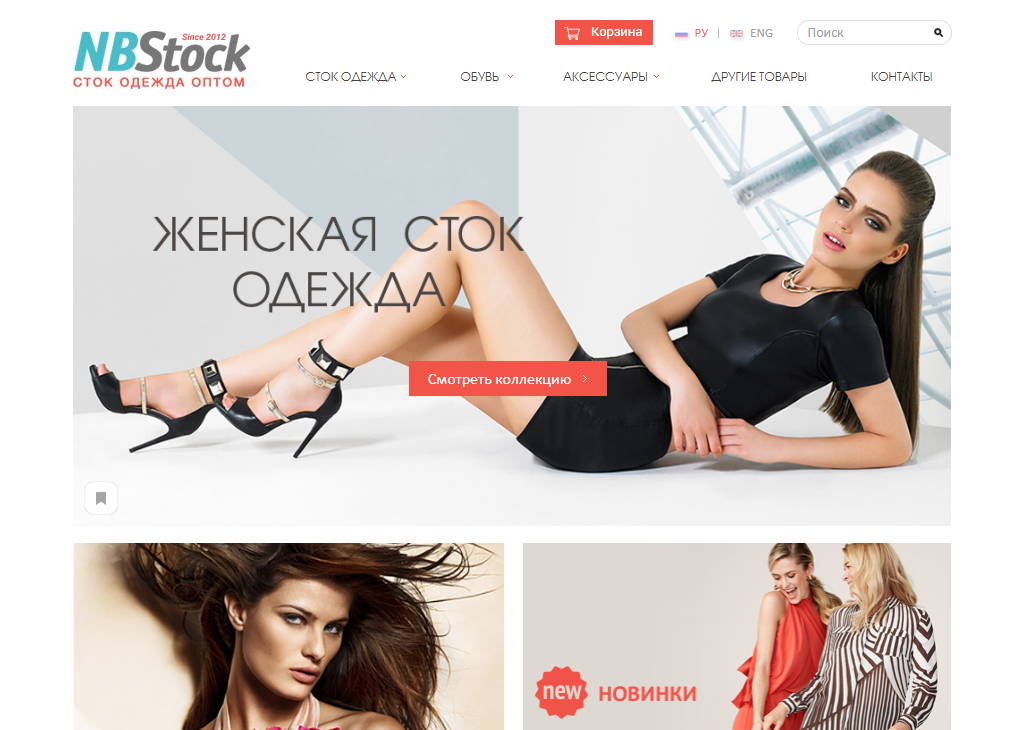 NBStock
Since 2012
СТОК ОДЕЖДА ОПТОМ
Корзина
РУ | ENG
Поиск
СТОК ОДЕЖДА
ОБУВЬ
АКСЕССУАРЫ
ДРУГИЕ ТОВАРЫ
КОНТАКТЫ
ЖЕНСКАЯ СТОК
ОДЕЖДА
Смотреть коллекцию
new НОВИНКИ